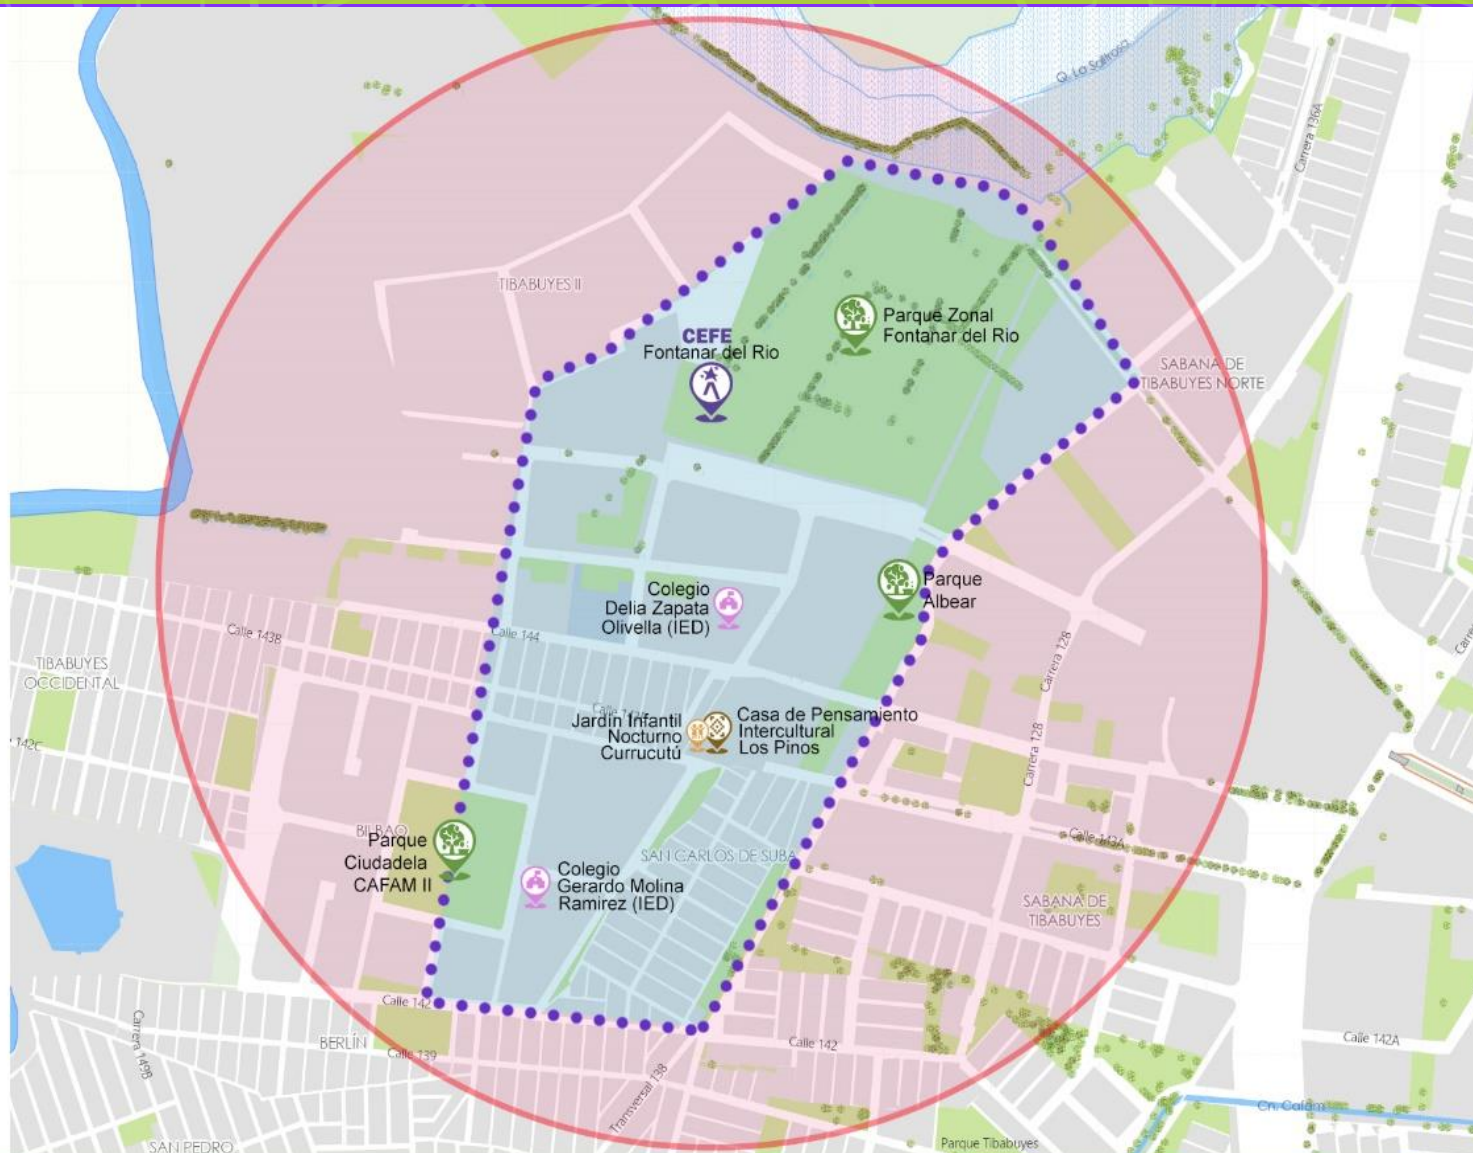 Q. La Salitrosa
Carrera 136A
TIBABUYES II
CEFE
Fontanar del Rio
Parque Zonal
Fontanar del Rio
SABANA DE
TIBABUYES NORTE
Colegio
Delia Zapata
Olivella (IED)
Parque
Albear
Calle 143B
Calle 144
Carrera 128
TIBABUYES
OCCIDENTAL
Jardín Infantil
Nocturno
Currucutú
Casa de Pensamiento
Intercultural
Los Pinos
Carrera 128
142C
BILBAO
Parque
Ciudadela
CAFAM II
Calle 143A
SAN CARLOS DE SUBA
Colegio
Gerardo Molina
Ramirez (IED)
SABANA DE
TIBABUYES
Calle 142
Carrera 149B
BERLÍN
Calle 139
Calle 142
Calle 142A
Transversal 138
Cn. Cafam
SAN PEDRO
Parque Tibabuyes